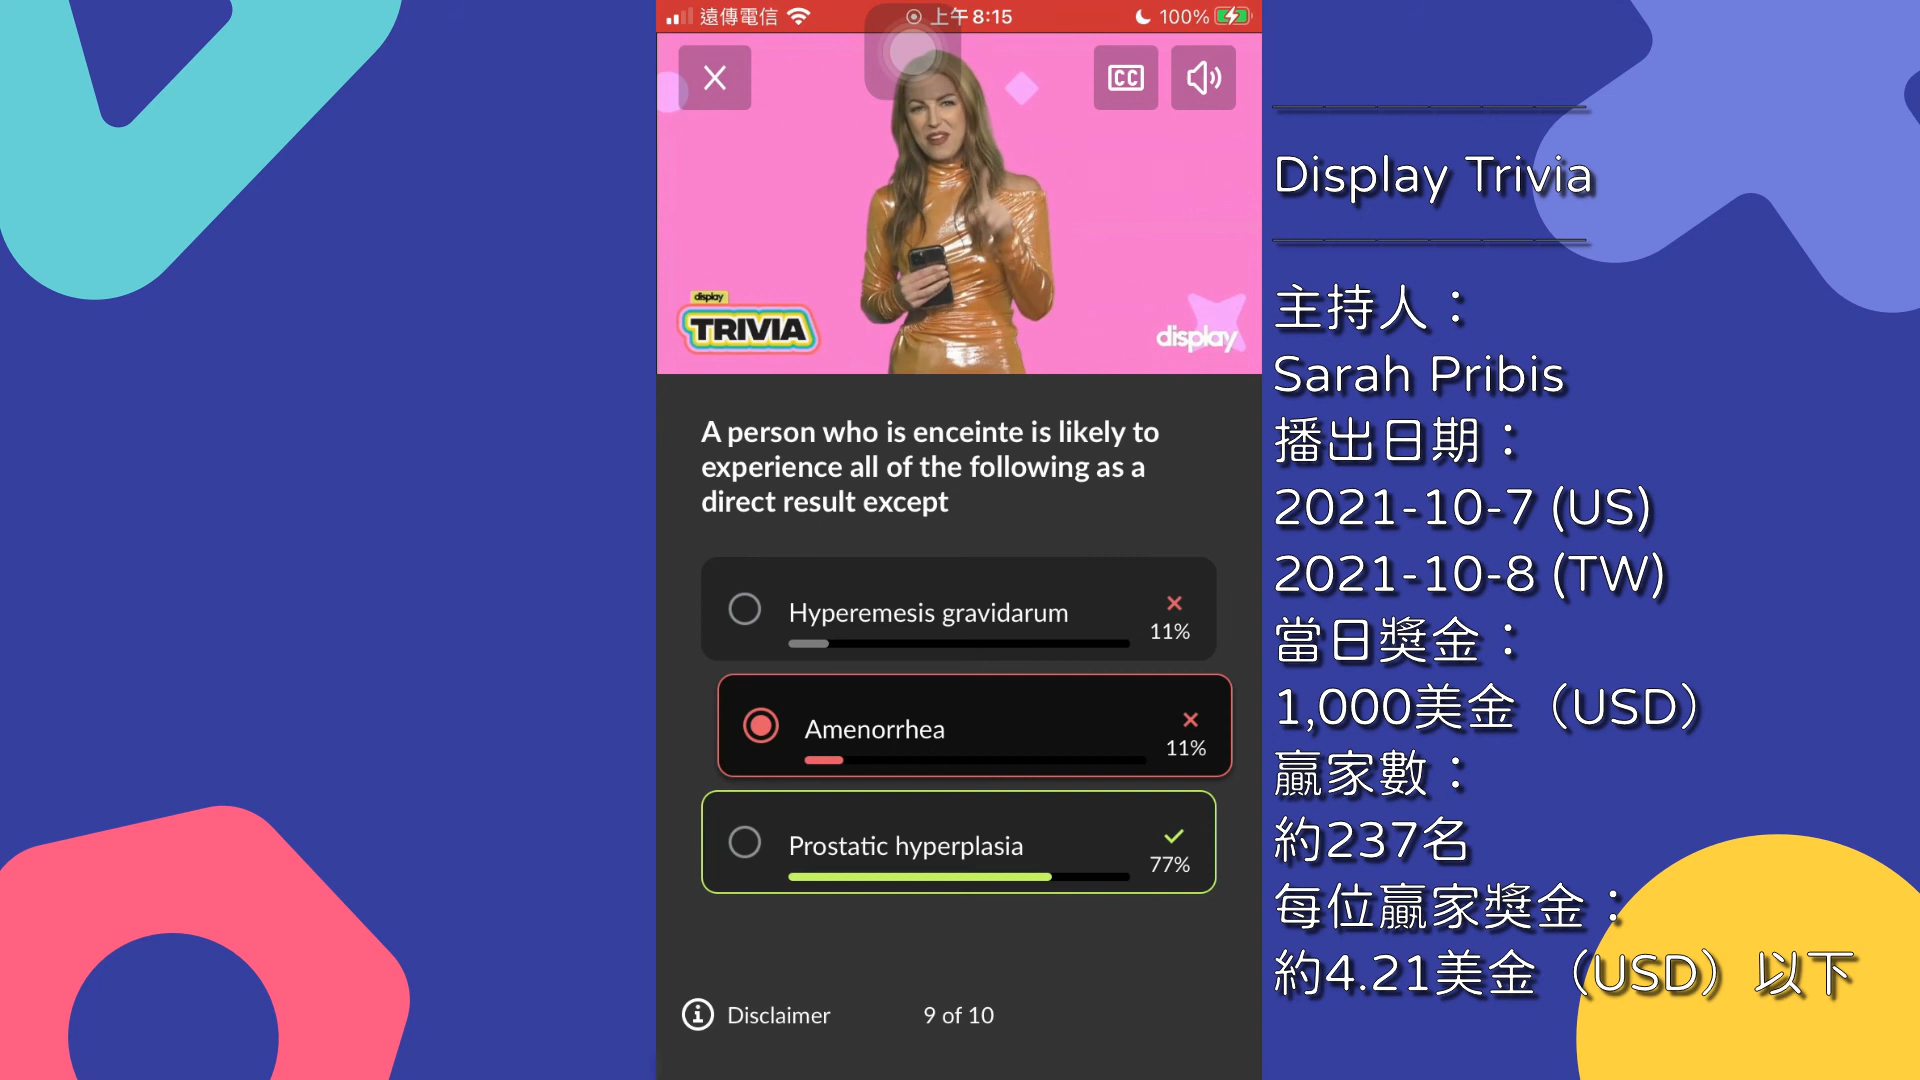 遠傳電信
上午8:15
100%
CC
display
TRIVIA
display
A person who is enceinte is likely to
experience all of the following as a
direct result except
Hyperemesis gravidarum
11%
Amenorrhea
11%
Prostatic hyperplasia
77%
Disclaimer
9 of 10
Display Trivia
主持人：
Sarah Pribis
播出日期：
2021-10-7 (US)
2021-10-8 (TW)
當日獎金：
1,000美金（USD）
贏家數：
約237名
每位贏家獎金：
約4.21美金（USD）以下